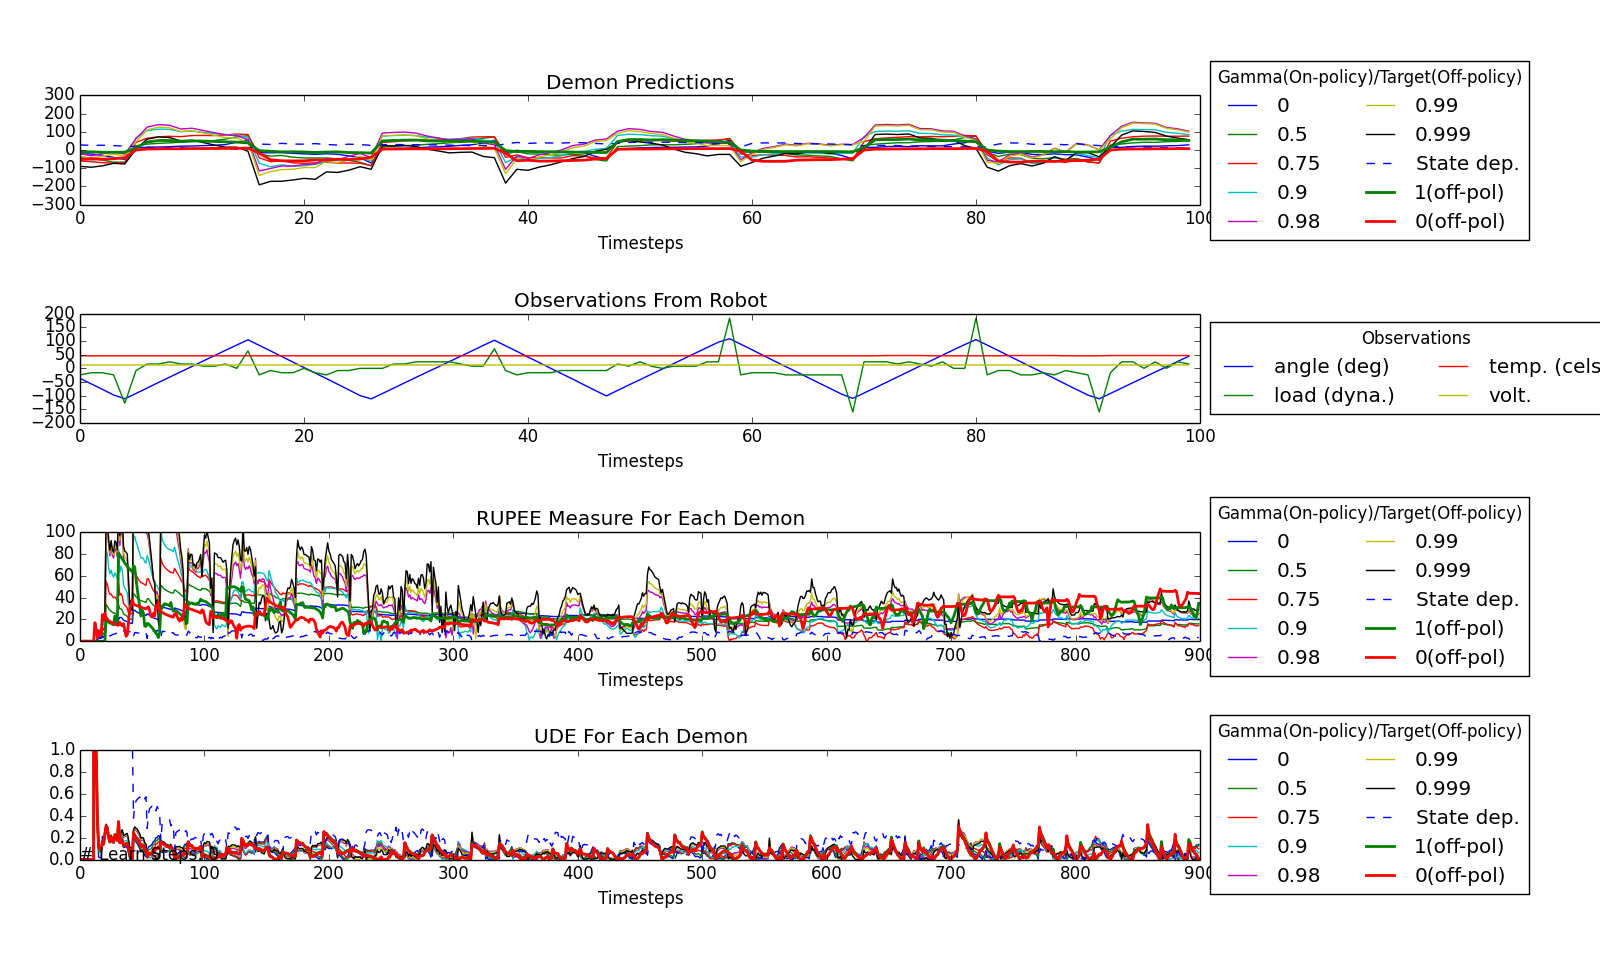 Demon Predictions
300
200
100
0
−100
−200
−300
0 20 40 60 80 100
Timesteps
Gamma(On-policy)/Target(Off-policy)
0 0.99
0.5 0.999
0.75 State dep.
0.9 1(off-pol)
0.98 0(off-pol)
Observations From Robot
200
150
100
50
0
−50
−100
−150
−200
0 20 40 60 80 100
Timesteps
Observations
angle (deg) temp. (cels
load (dyna.) volt.
RUPEE Measure For Each Demon
100
80
60
40
20
0
0 100 200 300 400 500 600 700 800 900
Timesteps
Gamma(On-policy)/Target(Off-policy)
0 0.99
0.5 0.999
0.75 State dep.
0.9 1(off-pol)
0.98 0(off-pol)
UDE For Each Demon
1.0
0.8
0.6
0.4
0.2
0.0
# Learn Steps: 0
0 100 200 300 400 500 600 700 800 900
Timesteps
Gamma(On-policy)/Target(Off-policy)
0 0.99
0.5 0.999
0.75 State dep.
0.9 1(off-pol)
0.98 0(off-pol)